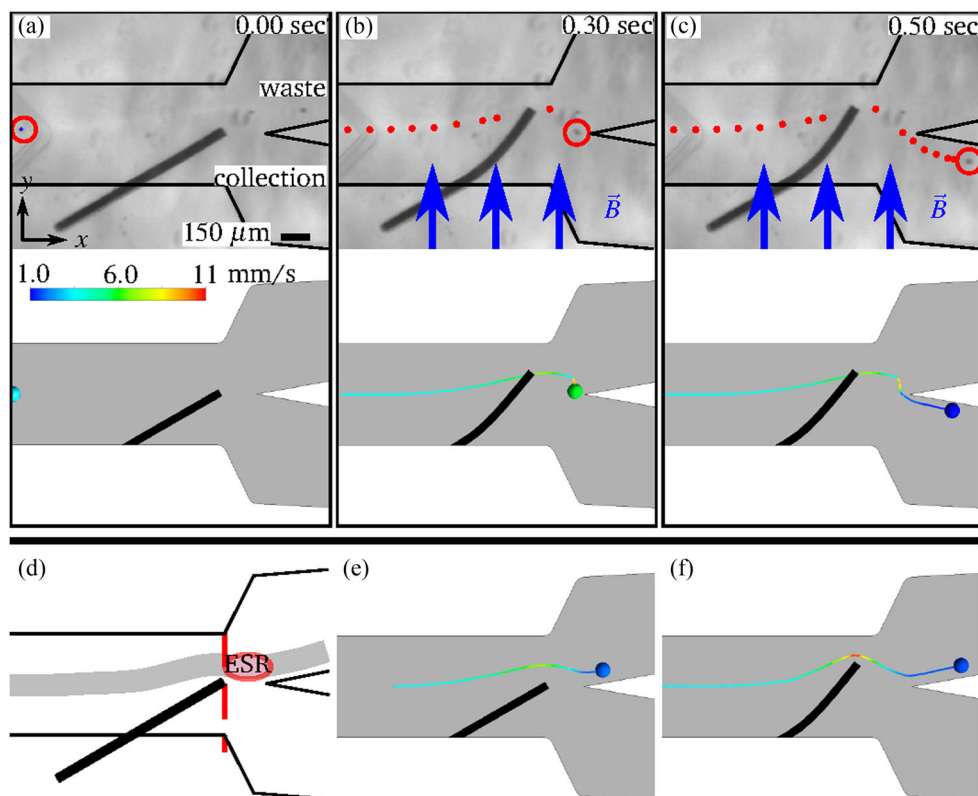 (a) 0.00 sec
waste
collection
y
x
150 μm
(b) 0.30 sec
B⃗
(c) 0.50 sec
B⃗
1.0 6.0 11 mm/s
(d)
ESR
(e)
(f)